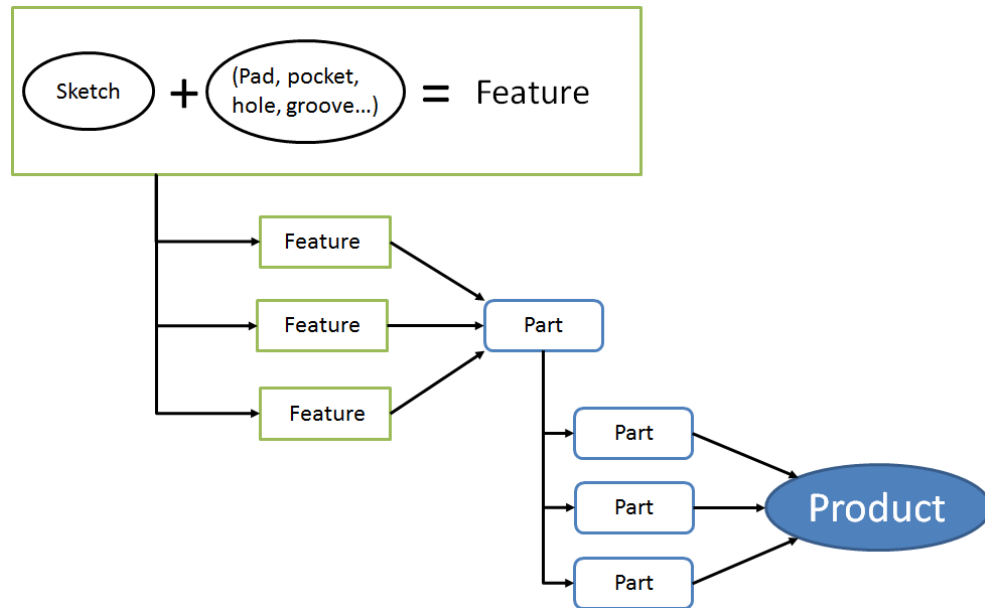 Sketch + (Pad, pocket, = Feature
hole, groove...)
Feature
Feature
Part
Feature
Part
Part
Product
Part